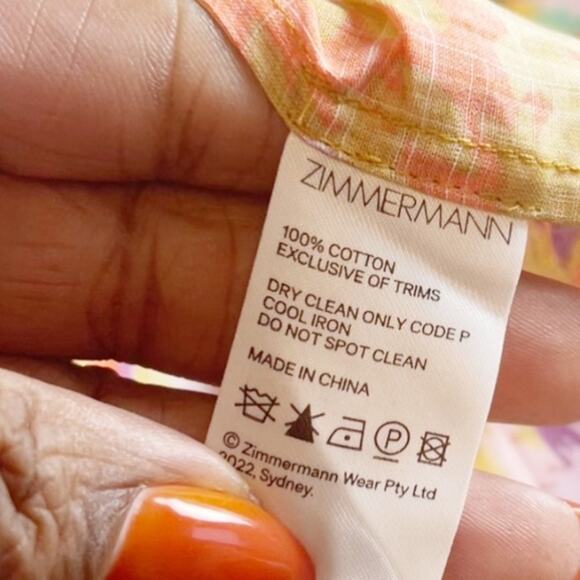 ZIMMERMANN
100% COTTON
EXCLUSIVE OF TRIMS
DRY CLEAN ONLY CODE P
COOL IRON
DO NOT SPOT CLEAN
MADE IN CHINA
P
© Zimmermann Wear Pty Ltd
2022, Sydney.